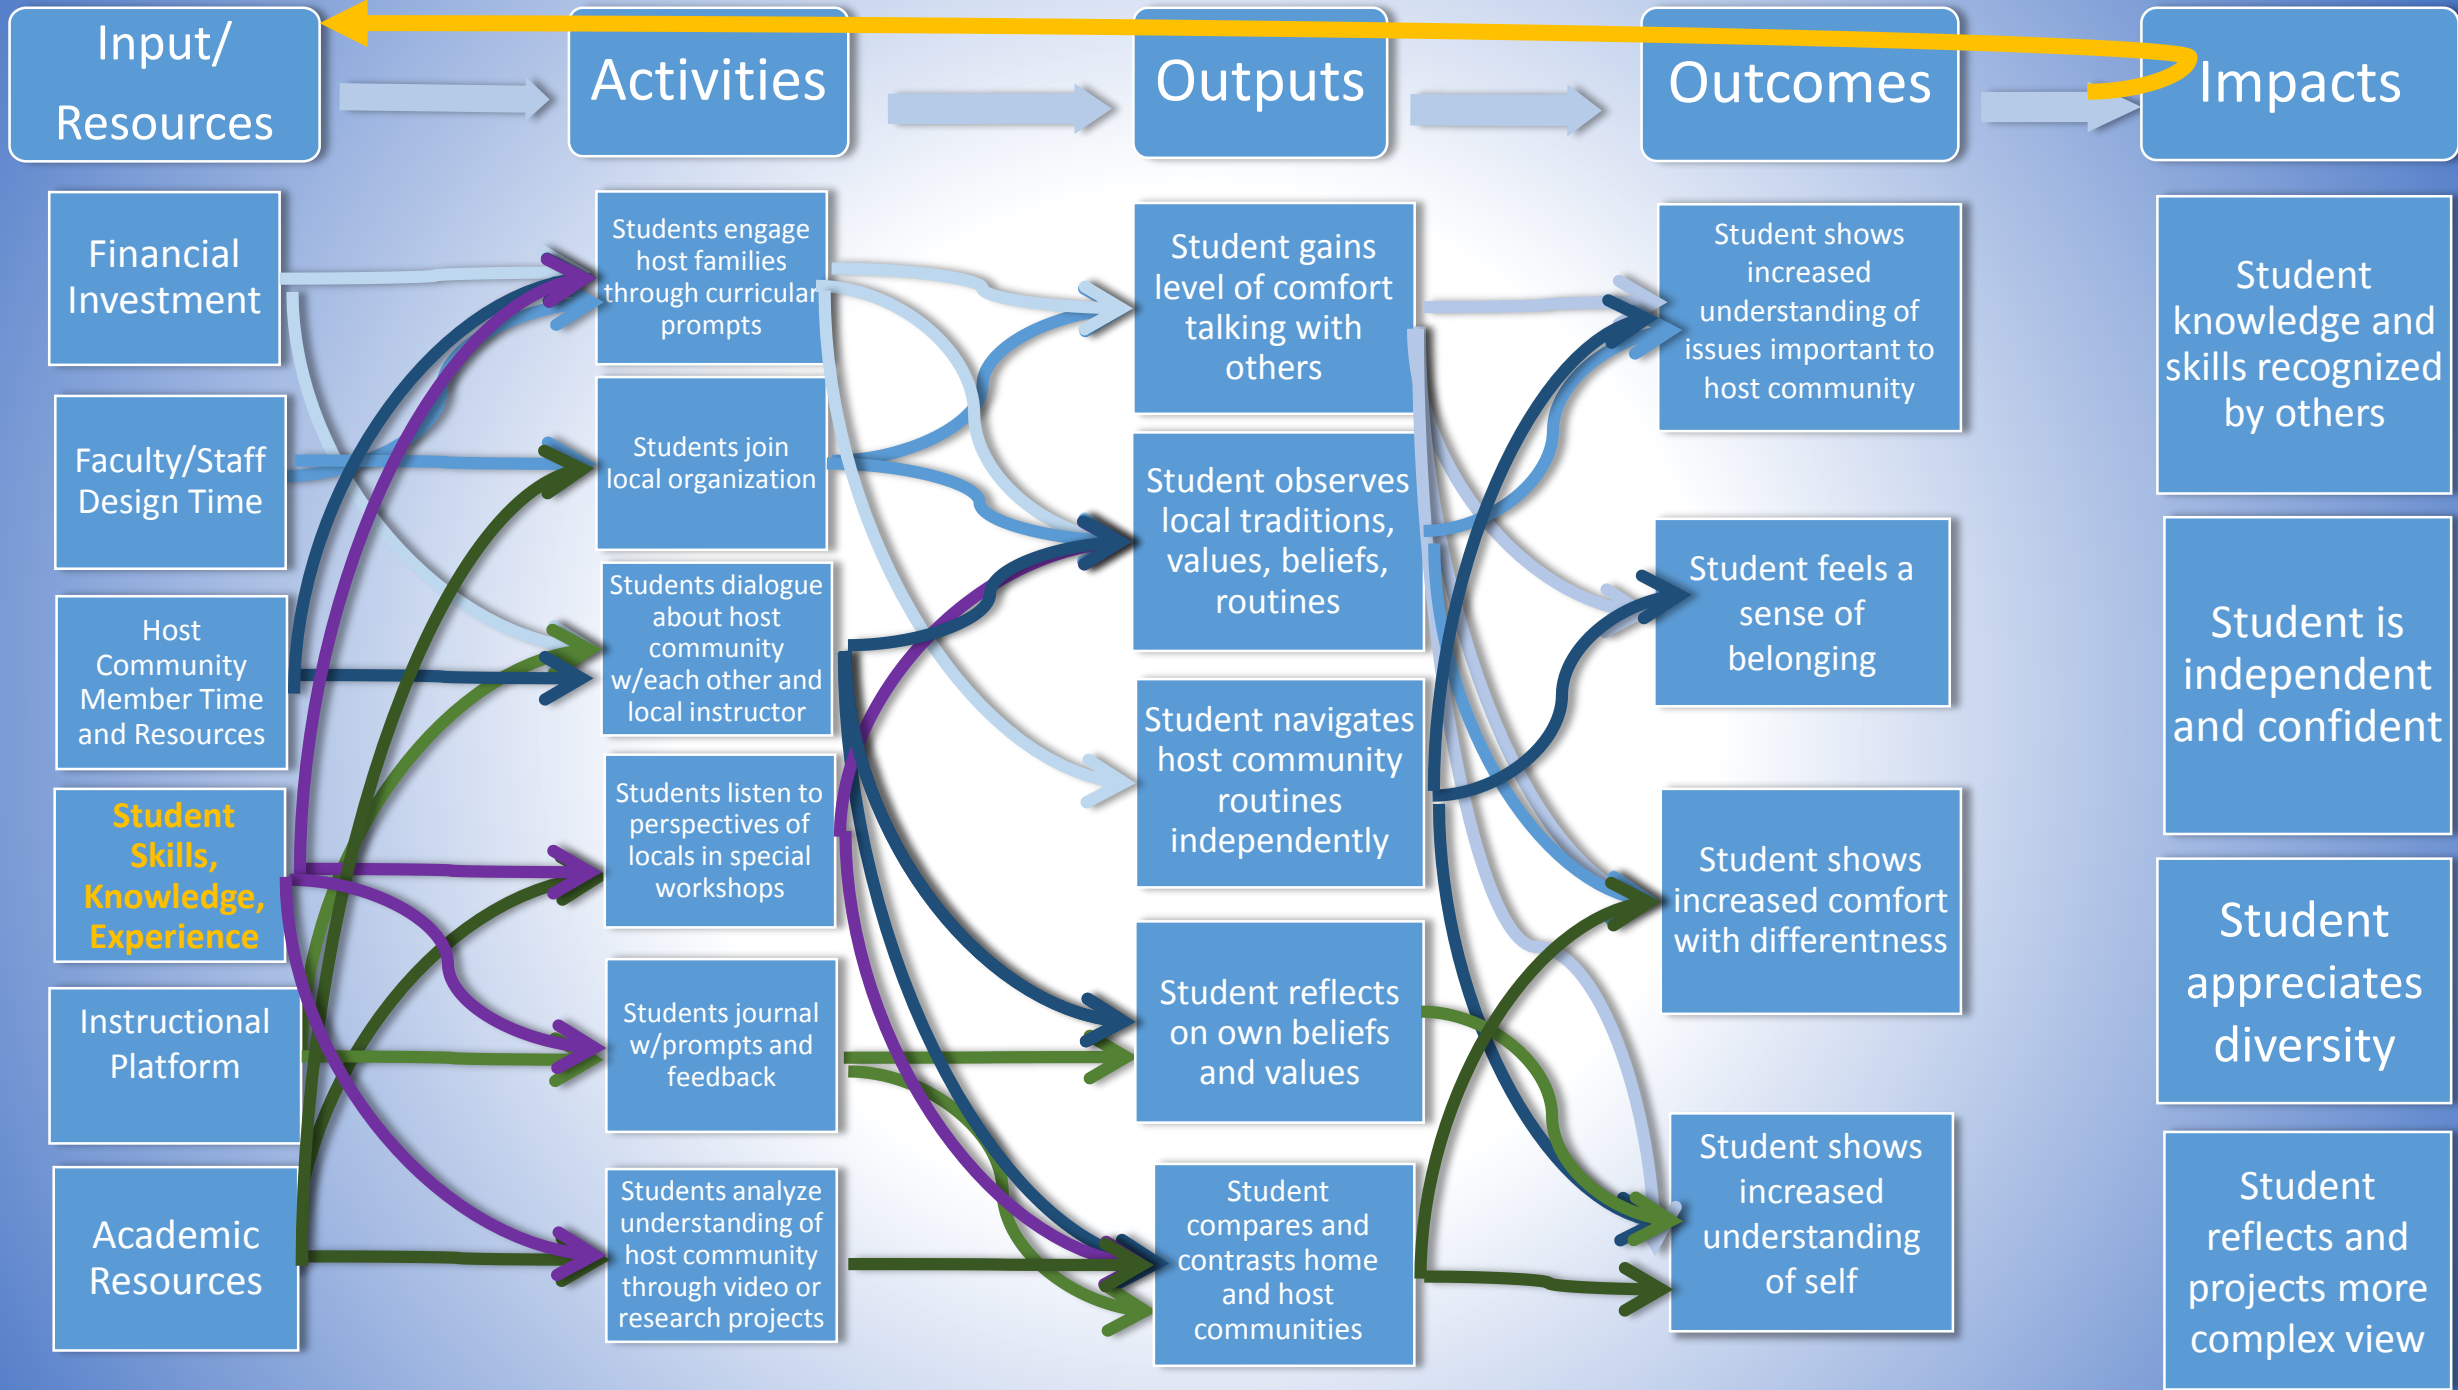 Input/
Resources
Activities
Outputs
Outcomes
Impacts
Financial
Investment
Faculty/Staff
Design Time
Host
Community
Member Time
and Resources
Student
Skills,
Knowledge,
Experience
Instructional
Platform
Academic
Resources
Students engage
host families
through curricular
prompts
Students join
local organization
Students dialogue
about host
community
w/each other and
local instructor
Students listen to
perspectives of
locals in special
workshops
Students journal
w/prompts and
feedback
Students analyze
understanding of
host community
through video or
research projects
Student gains
level of comfort
talking with
others
Student observes
local traditions,
values, beliefs,
routines
Student navigates
host community
routines
independently
Student reflects
on own beliefs
and values
Student
compares and
contrasts home
and host
communities
Student shows
increased
understanding of
issues important to
host community
Student feels a
sense of
belonging
Student shows
increased comfort
with differentness
Student shows
increased
understanding
of self
Student
knowledge and
skills recognized
by others
Student is
independent
and confident
Student
appreciates
diversity
Student
reflects and
projects more
complex view